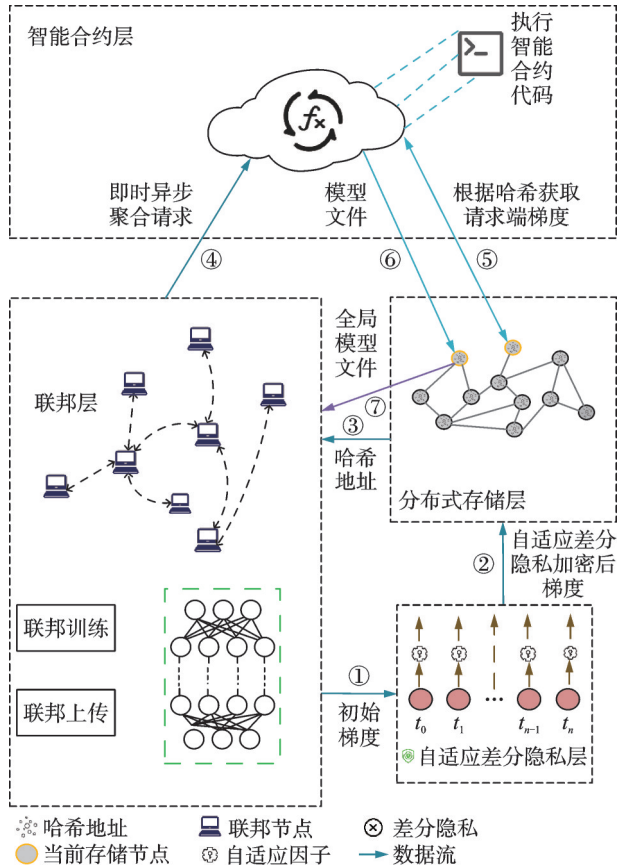 智能合约层
执行
智能
合约
代码
>_
fx
即时异步
聚合请求
模型
文件
根据哈希获取
请求端梯度
④
⑥
⑤
联邦层
全局
模型
文件
⑦
③
哈希
地址
分布式存储层
②
自适应差分
隐私加密后
梯度
联邦训练
联邦上传
①
初始
梯度
t0 t1 … tn−1 tn
自适应差分隐私层
哈希地址 联邦节点 差分隐私
当前存储节点 自适应因子 数据流